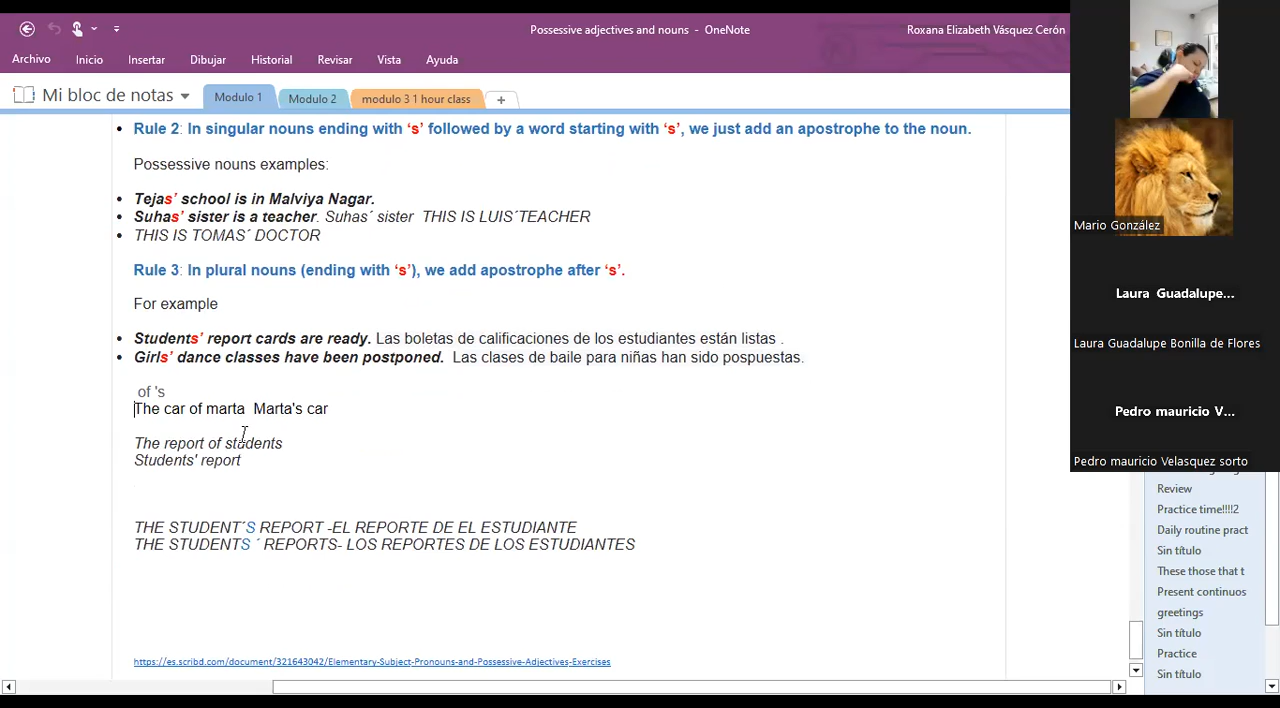 Possessive adjectives and nouns - OneNote
Roxana Elizabeth Vásquez Cerón
Archivo Inicio Insertar Dibujar Historial Revisar Vista Ayuda
Mi bloc de notas Modulo 1 Modulo 2 modulo 3 1 hour class
Rule 2: In singular nouns ending with ‘s’ followed by a word starting with ‘s’, we just add an apostrophe to the noun.
Possessive nouns examples:
Tejas’ school is in Malviya Nagar.
Suhas’ sister is a teacher. Suhas´ sister THIS IS LUIS´TEACHER
THIS IS TOMAS´ DOCTOR
Rule 3: In plural nouns (ending with ‘s’), we add apostrophe after ‘s’.
For example
Students’ report cards are ready. Las boletas de calificaciones de los estudiantes están listas .
Girls’ dance classes have been postponed. Las clases de baile para niñas han sido pospuestas.
of 's
The car of marta Marta's car
The report of students
Students' report
THE STUDENT´S REPORT -EL REPORTE DE EL ESTUDIANTE
THE STUDENTS ´ REPORTS- LOS REPORTES DE LOS ESTUDIANTES
https://es.scribd.com/document/321643042/Elementary-Subject-Pronouns-and-Possessive-Adjectives-Exercises
Mario González
Laura Guadalupe...
Laura Guadalupe Bonilla de Flores
Pedro mauricio V...
Pedro mauricio Velasquez sorto
Review
Practice time!!!!2
Daily routine pract
Sin título
These those that t
Present continuos
greetings
Sin título
Practice
Sin título